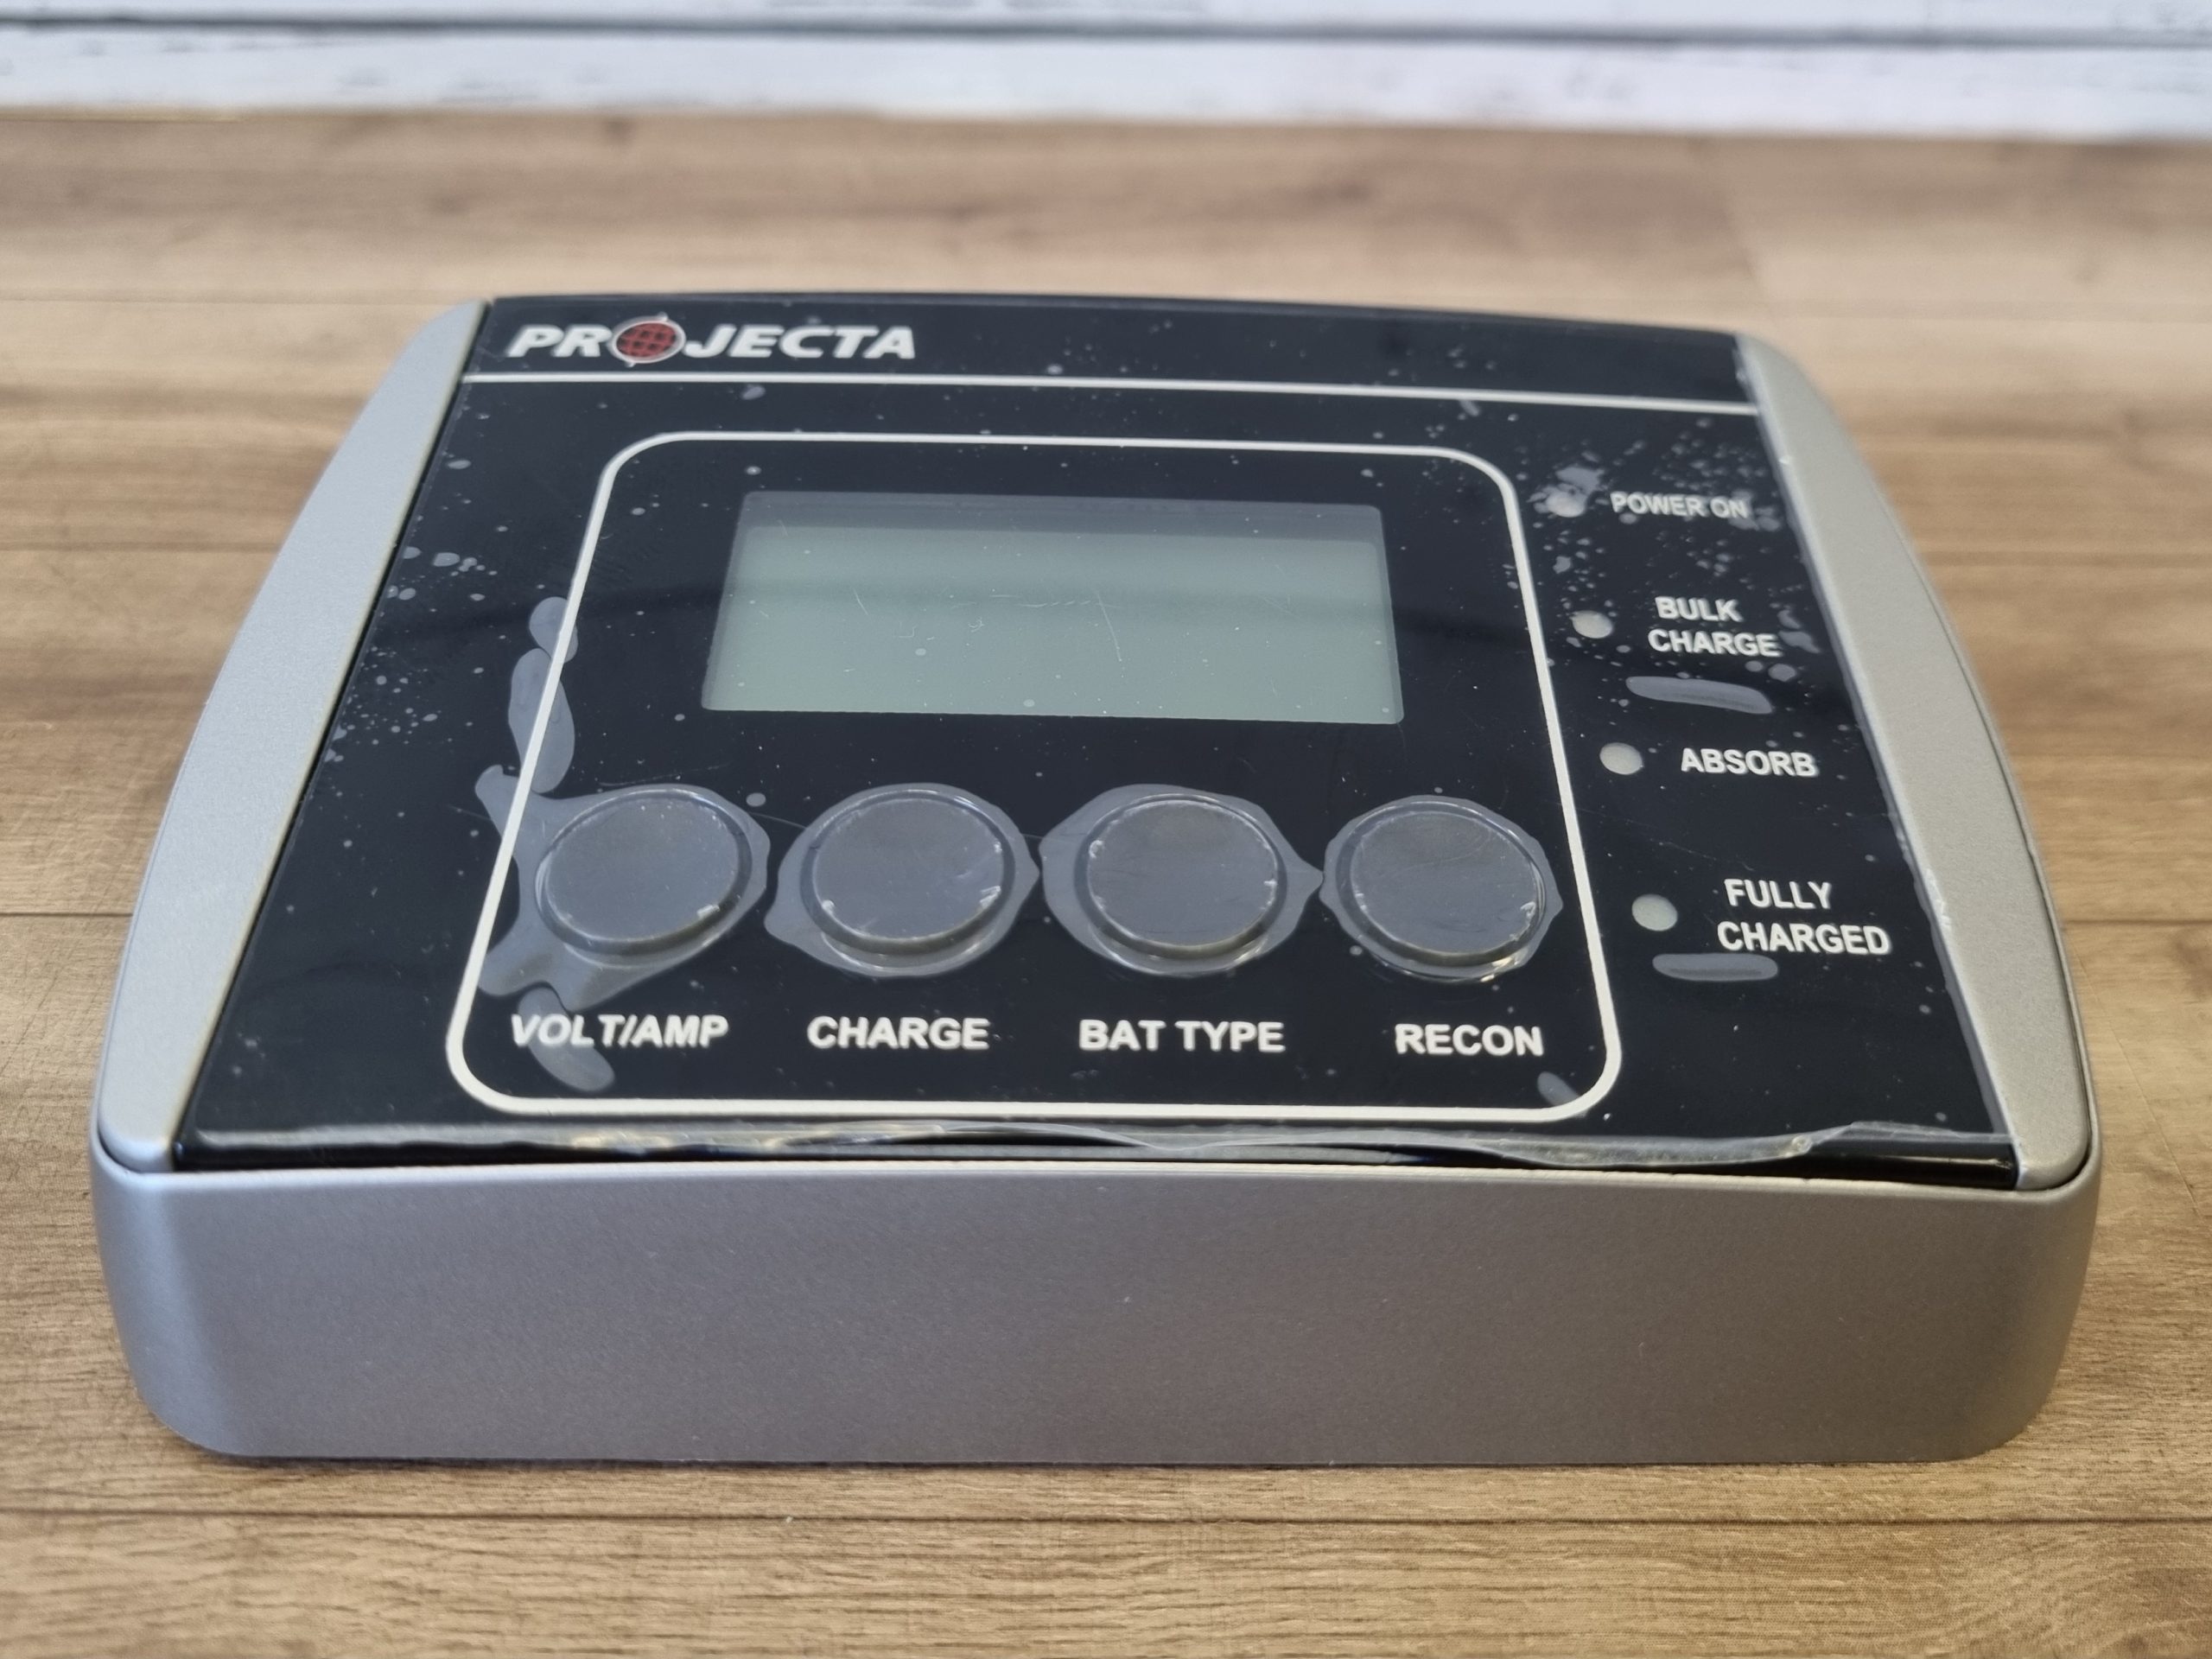 PROJECTA
POWER ON
BULK
CHARGE
ABSORB
FULLY
CHARGED
VOLT/AMP
CHARGE
BAT TYPE
RECON